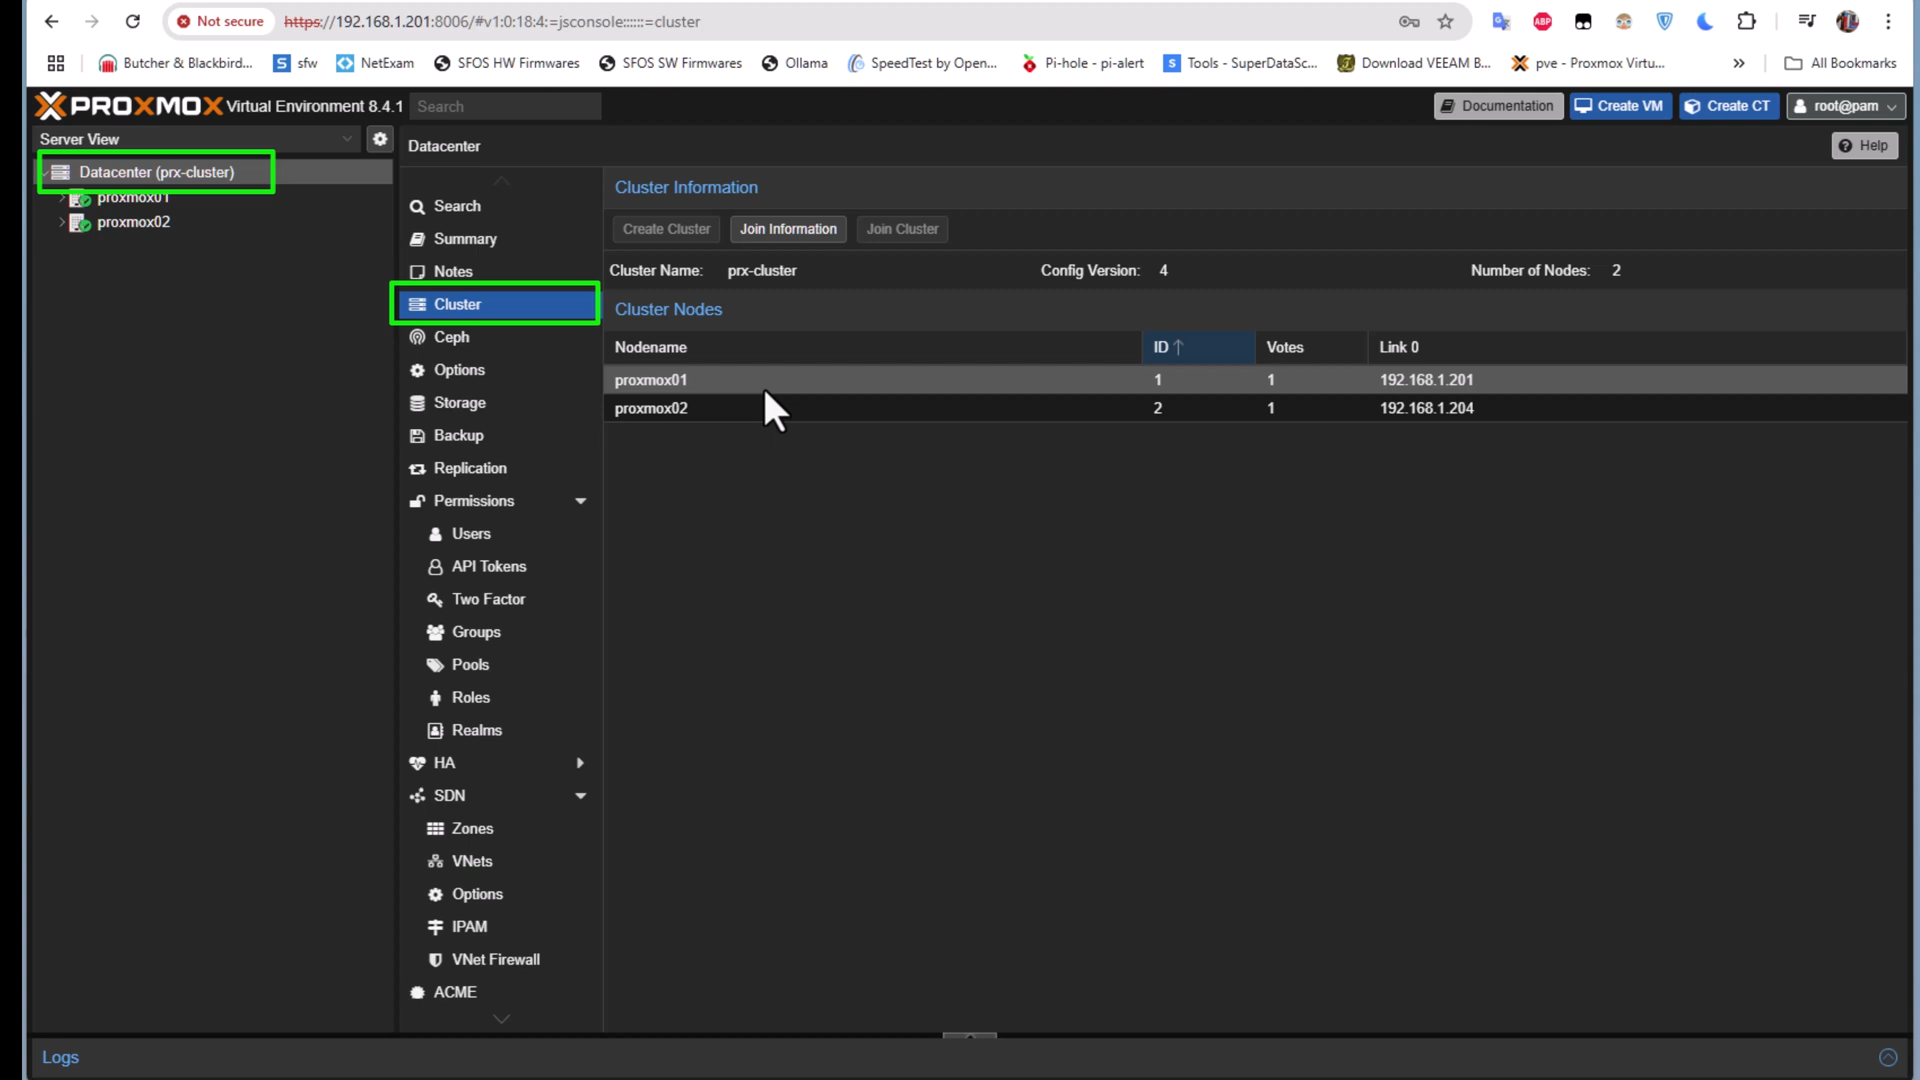 Not secure https://192.168.1.201:8006/#v1:0:18:4:=jsconsole::::::=cluster
ABP
Butcher & Blackbird... S sfw NetExam SFOS HW Firmwares SFOS SW Firmwares Ollama SpeedTest by Open... Pi-hole - pi-alert S Tools - SuperDataSc... Download VEEAM B... pve - Proxmox Virtu... » All Bookmarks
PROXMOX Virtual Environment 8.4.1 Search Documentation Create VM Create CT root@pam
Server View
Datacenter Help
Datacenter (prx-cluster)
proxmox01
proxmox02
Search
Summary
Notes
Cluster
Ceph
Options
Storage
Backup
Replication
Permissions
Users
API Tokens
Two Factor
Groups
Pools
Roles
Realms
HA
SDN
Zones
VNets
Options
IPAM
VNet Firewall
ACME
Cluster Information
Create Cluster Join Information Join Cluster
Cluster Name: prx-cluster Config Version: 4 Number of Nodes: 2
Cluster Nodes
Nodename ID ↑ Votes Link 0
proxmox01 1 1 192.168.1.201
proxmox02 2 1 192.168.1.204
Logs